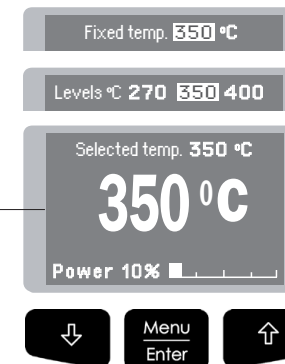 Fixed temp. 350 °C
Levels °C 270 350 400
Selected temp. 350 °C
350 °C
Power 10%
Menu
Enter